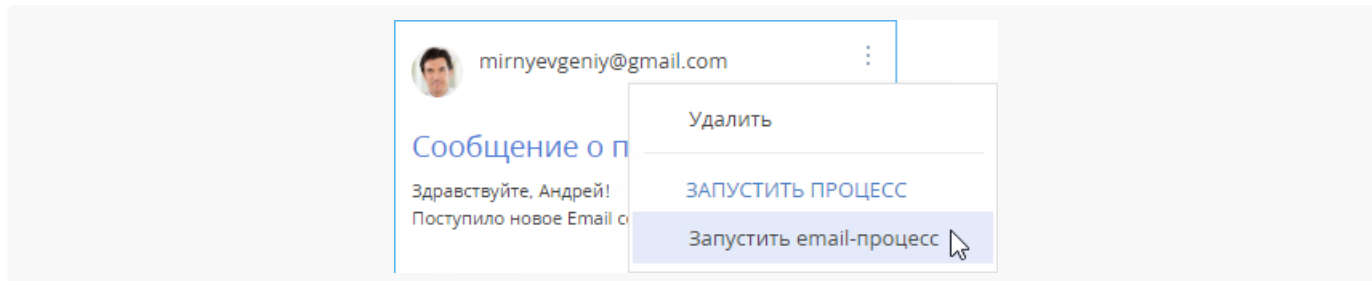 mirnyevgeniy@gmail.com
Удалить
Сообщение о п
Здравствуйте, Андрей!
ЗАПУСТИТЬ ПРОЦЕСС
Поступило новое Email с
Запустить email-процесс